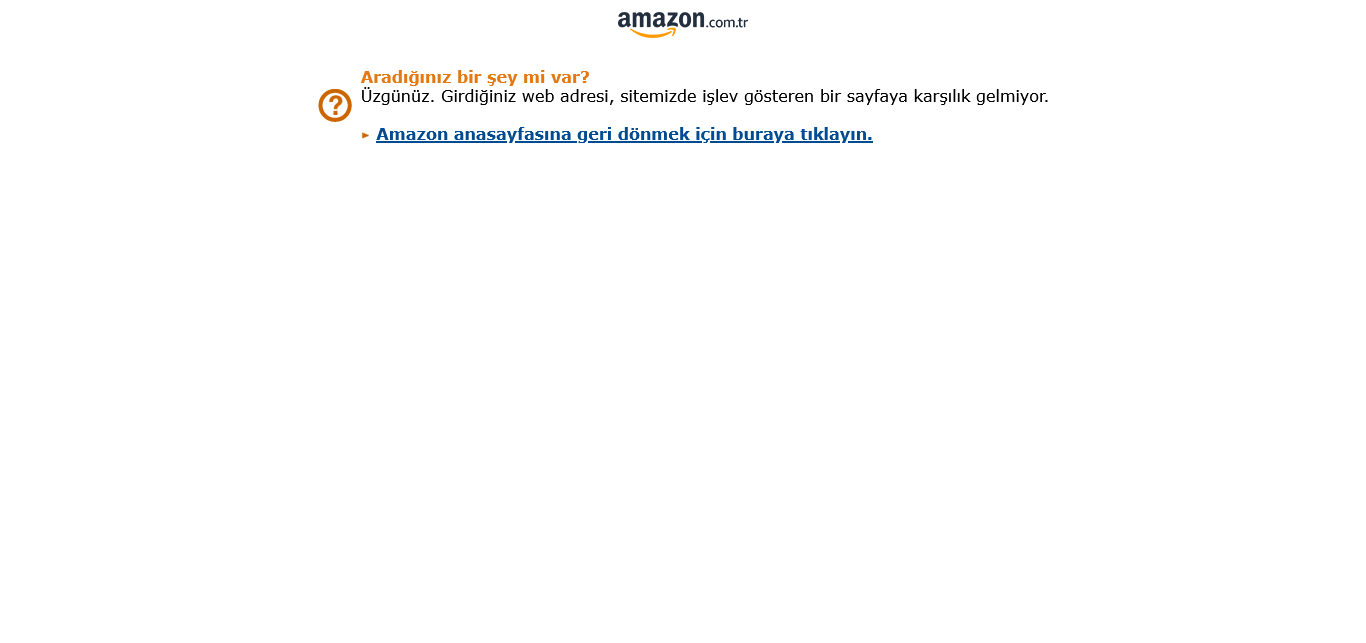 amazon.com.tr
Aradığınız bir şey mi var?
Üzgünüz. Girdiğiniz web adresi, sitemizde işlev gösteren bir sayfaya karşılık gelmiyor.
► Amazon anasayfasına geri dönmek için buraya tıklayın.